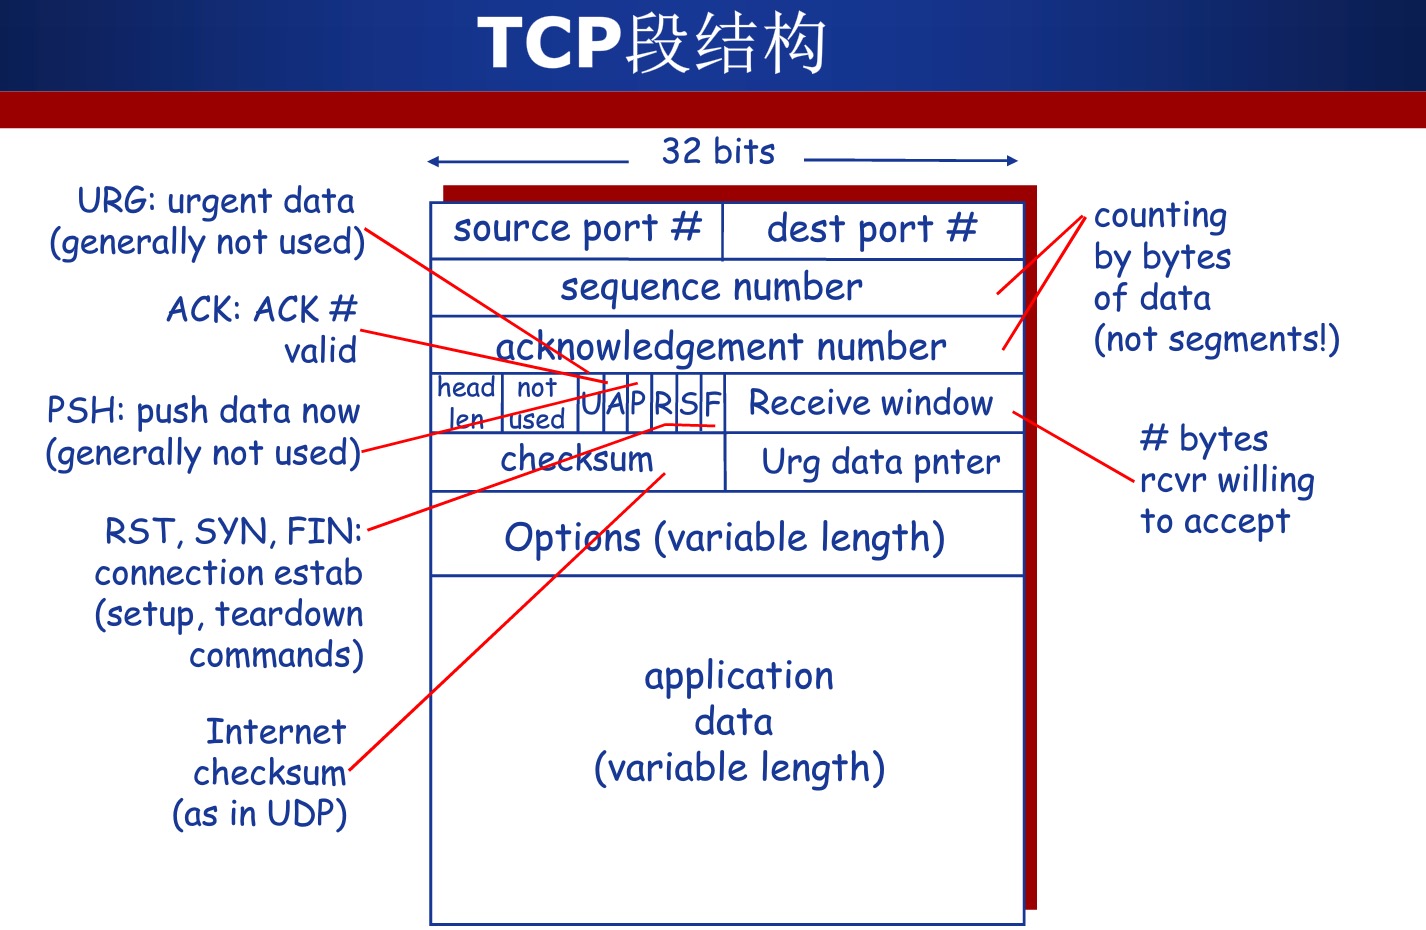 TCP段结构
32 bits
URG: urgent data
(generally not used)
ACK: ACK #
valid
PSH: push data now
(generally not used)
RST, SYN, FIN:
connection estab
(setup, teardown
commands)
Internet
checksum
(as in UDP)
source port #
dest port #
sequence number
acknowledgement number
head
len
not
used
U
A
P
R
S
F
Receive window
checksum
Urg data pnter
Options (variable length)
application
data
(variable length)
counting
by bytes
of data
(not segments!)
# bytes
rcvr willing
to accept